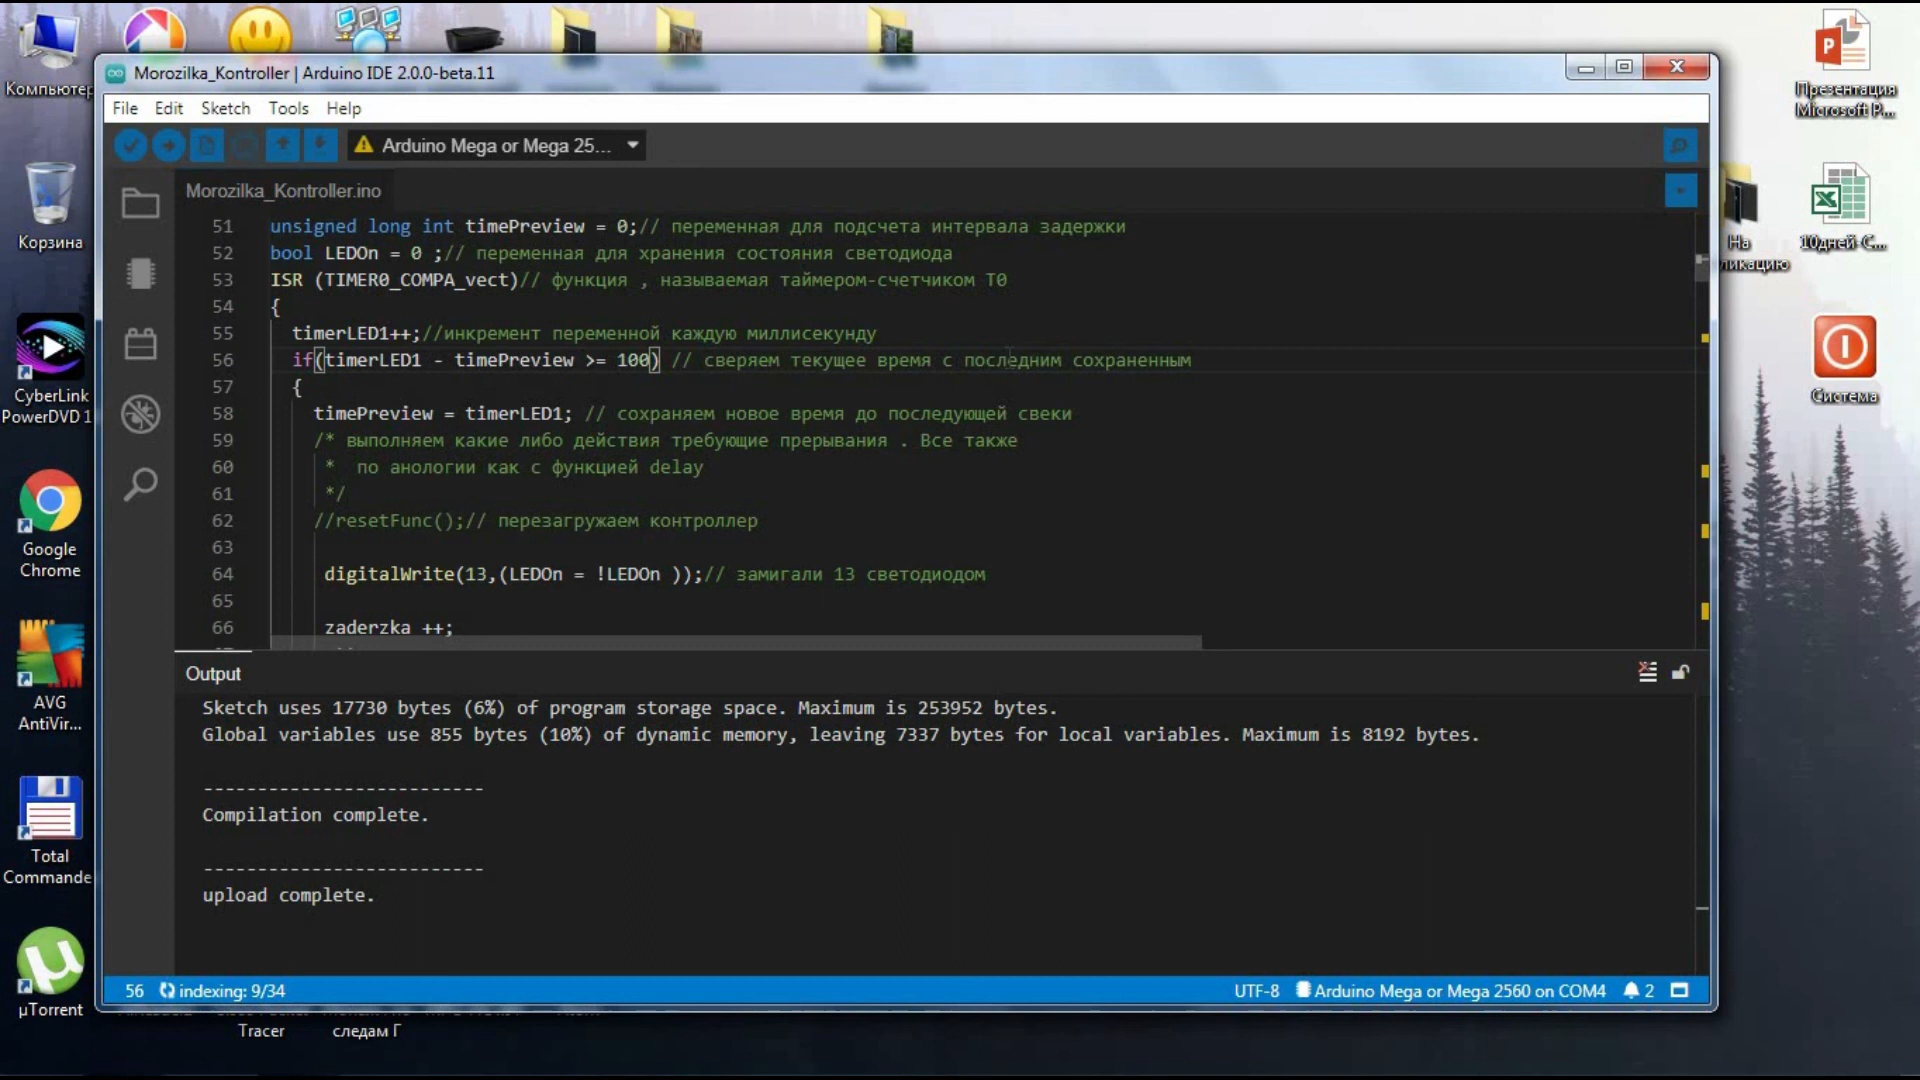 Компьютер
Корзина
CyberLink
PowerDVD 1
Google
Chrome
AVG
AntiVir...
Total
Commande
µTorrent
Morozilka_Kontroller | Arduino IDE 2.0.0-beta.11
File Edit Sketch Tools Help
Arduino Mega or Mega 25...
Morozilka_Kontroller.ino
51 unsigned long int timePreview = 0;// переменная для подсчета интервала задержки
52 bool LEDOn = 0 ;// переменная для хранения состояния светодиода
53 ISR (TIMER0_COMPA_vect)// функция , называемая таймером-счетчиком T0
54 {
55 timerLED1++;//инкремент переменной каждую миллисекунду
56 if(timerLED1 - timePreview >= 100) // сверяем текущее время с последним сохраненным
57 {
58 timePreview = timerLED1; // сохраняем новое время до последующей свеки
59 /* выполняем какие либо действия требующие прерывания . Все также
60 * по анологии как с функцией delay
61 */
62 //resetFunc();// перезагружаем контроллер
63
64 digitalWrite(13,(LEDOn = !LEDOn ));// замигали 13 светодиодом
65
66 zaderzka ++;
Output
Sketch uses 17730 bytes (6%) of program storage space. Maximum is 253952 bytes.
Global variables use 855 bytes (10%) of dynamic memory, leaving 7337 bytes for local variables. Maximum is 8192 bytes.
--------------------------
Compilation complete.
--------------------------
upload complete.
56 indexing: 9/34
UTF-8 Arduino Mega or Mega 2560 on COM4 2
Tracer
следам Г
Презентация
Microsoft P...
На
ликацию
10дней-С...
Система